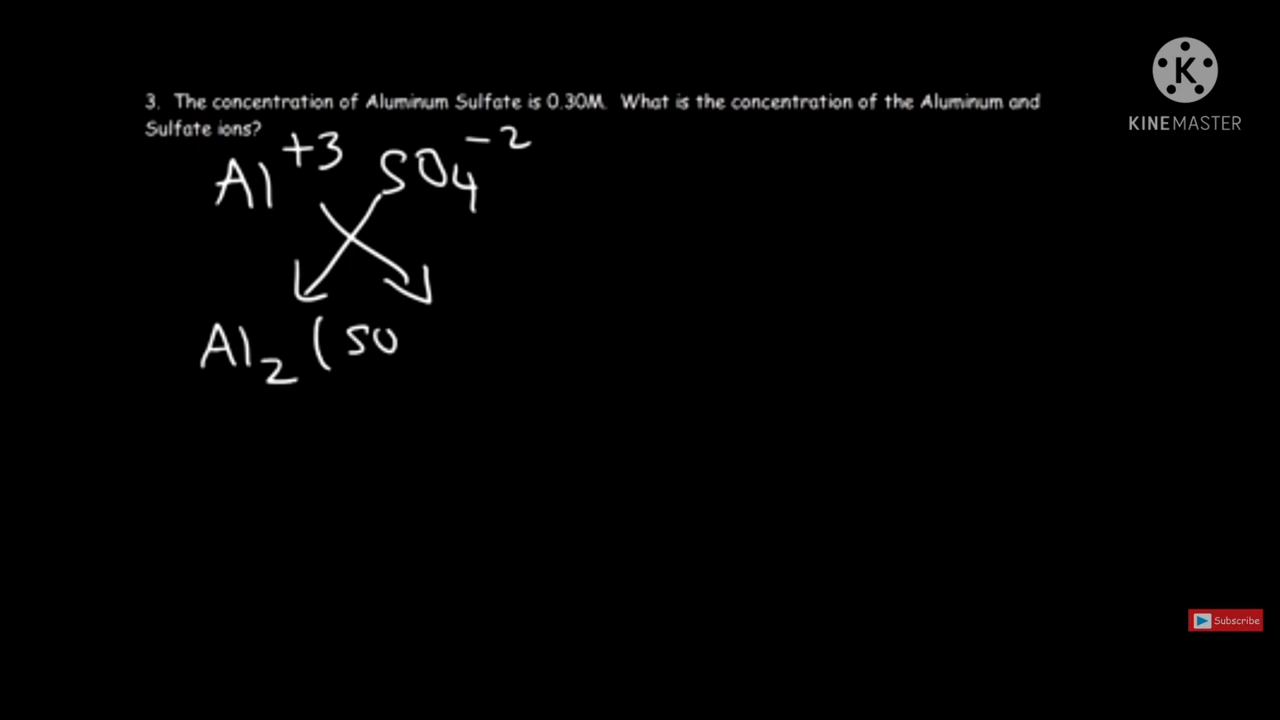 3. The concentration of Aluminum Sulfate is 0.30M. What is the concentration of the Aluminum and
Sulfate ions?
Al⁺³ SO₄⁻²
Al₂ (SO
K
KINEMASTER
Subscribe